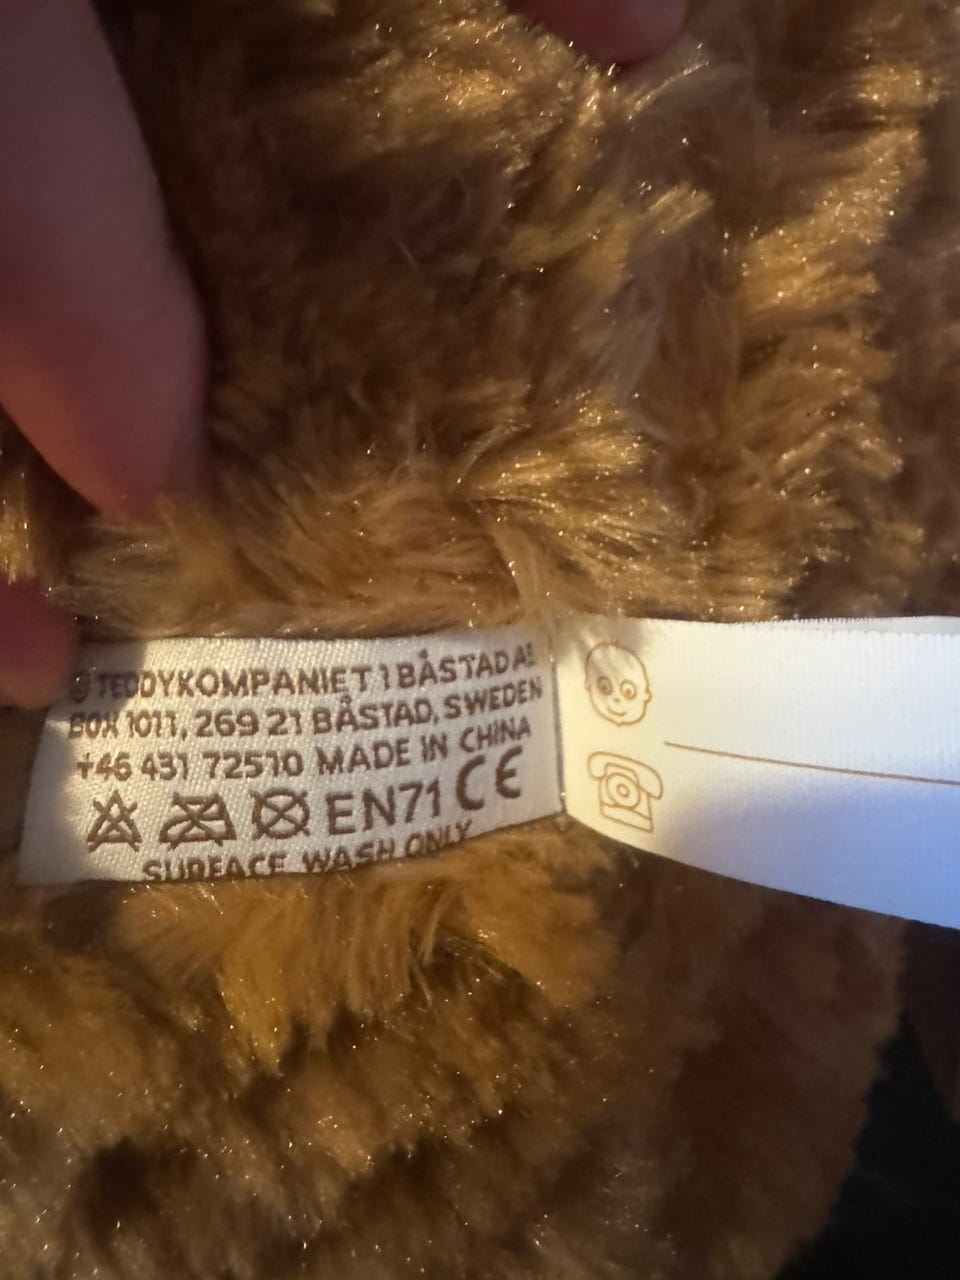 © TEDDYKOMPANIET I BÅSTAD AB
BOX 1011, 269 21 BÅSTAD, SWEDEN
+46 431 72510 MADE IN CHINA
EN71 CE
SURFACE WASH ONLY